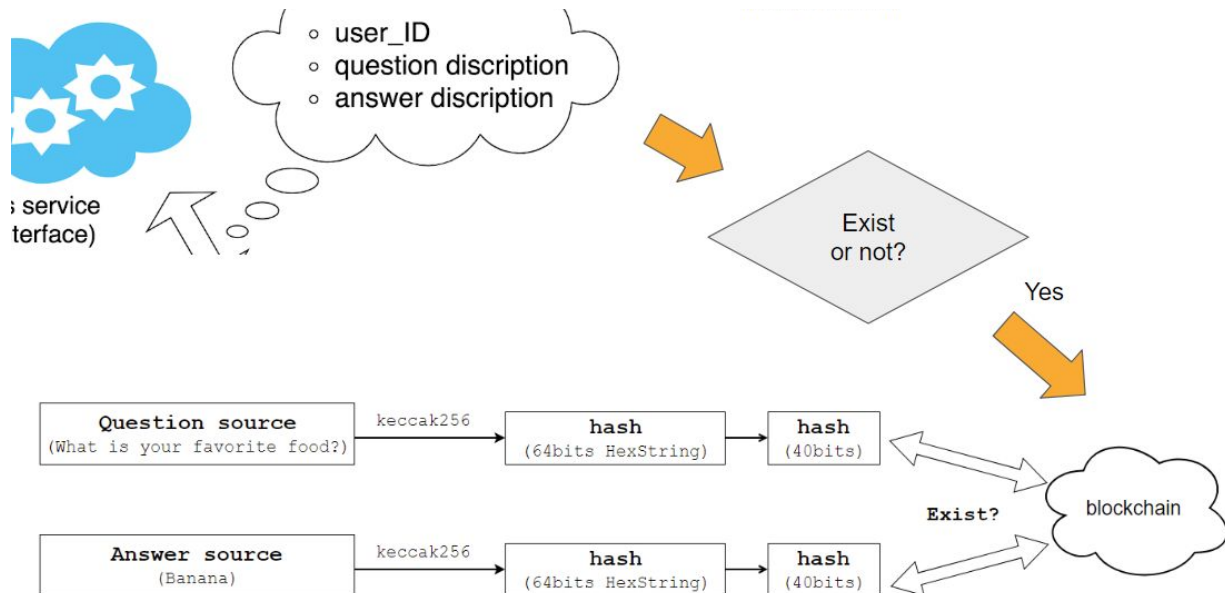 user_ID
question discription
answer discription
s service
terface)
Exist
or not?
Yes
Question source
(What is your favorite food?)
keccak256
hash
(64bits HexString)
hash
(40bits)
Exist?
blockchain
Answer source
(Banana)
keccak256
hash
(64bits HexString)
hash
(40bits)